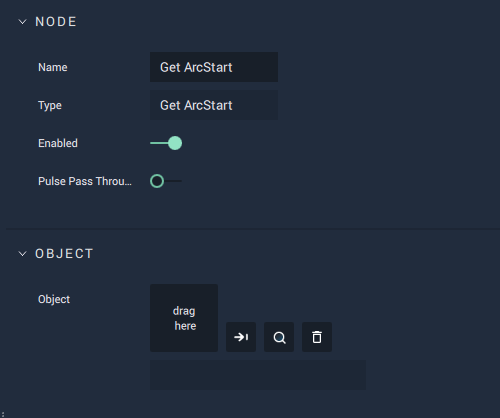 NODE
Name
Get ArcStart
Type
Get ArcStart
Enabled
Pulse Pass Throu...
OBJECT
Object
drag
here